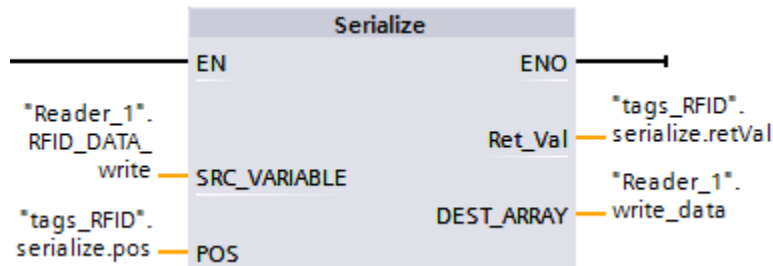 Serialize
EN
ENO
"Reader_1".
RFID_DATA_
write
SRC_VARIABLE
"tags_RFID".
serialize.pos
POS
Ret_Val
"tags_RFID".
serialize.retVal
DEST_ARRAY
"Reader_1".
write_data